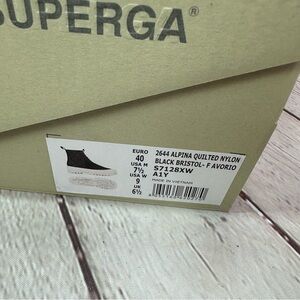 SUPERGA®
EURO
40
USA M
7½
USA W
9
UK
6½
2644 ALPINA QUILTED NYLON
BLACK BRISTOL- F AVORIO
S7128XW
A1Y
MADE IN VIETNAM